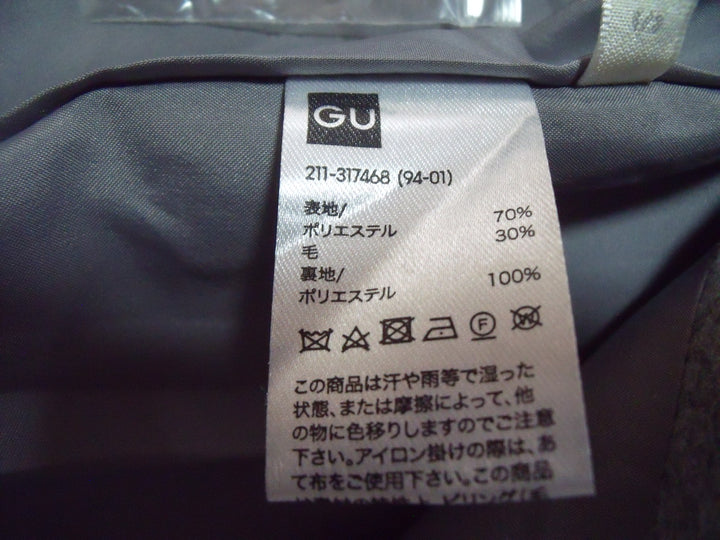 GU
211-317468 (94-01)
表地/
ポリエステル 70%
毛 30%
裏地/
ポリエステル 100%
F
W
この商品は汗や雨等で湿った
状態、または摩擦によって、他
の物に色移りしますのでご注意
下さい。アイロン掛けの際は、あ
て布をご使用下さい。この商品